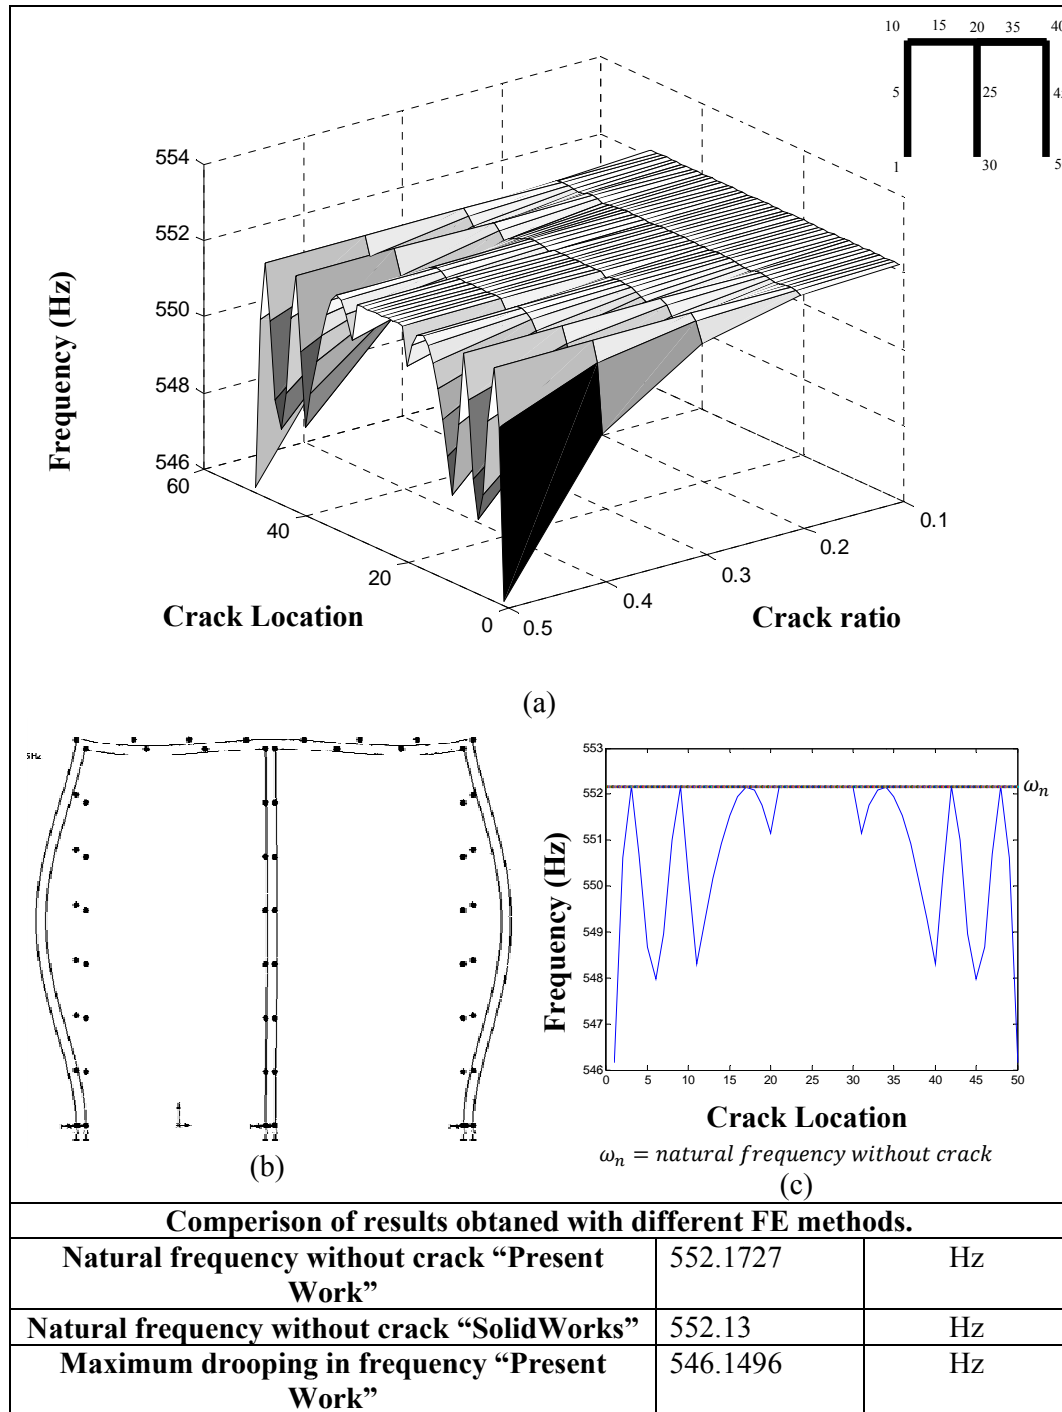 10 15 20 35 40
5 25 4
1 30 5
554
552
550
548
546
Frequency (Hz)
60
40
20
0
Crack Location
0.5
0.4
0.3
0.2
0.1
Crack ratio
(a)
(b)
553
552
551
550
549
548
547
546
Frequency (Hz)
ωn
0 5 10 15 20 25 30 35 40 45 50
Crack Location
ωn = natural frequency without crack
(c)
Comperison of results obtaned with different FE methods.
Natural frequency without crack “Present 552.1727 Hz
Work”
Natural frequency without crack “SolidWorks” 552.13 Hz
Maximum drooping in frequency “Present 546.1496 Hz
Work”